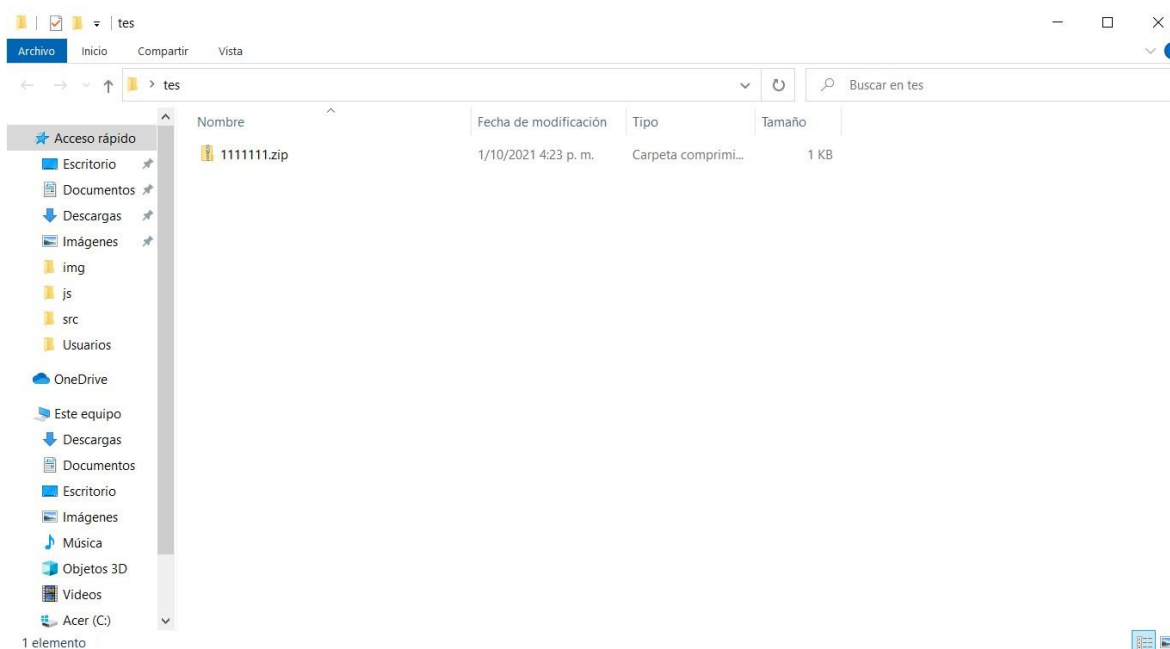 tes
Archivo Inicio Compartir Vista
tes
Buscar en tes
Nombre Fecha de modificación Tipo Tamaño
1111111.zip 1/10/2021 4:23 p. m. Carpeta comprimi... 1 KB
Acceso rápido
Escritorio
Documentos
Descargas
Imágenes
img
js
src
Usuarios
OneDrive
Este equipo
Descargas
Documentos
Escritorio
Imágenes
Música
Objetos 3D
Videos
Acer (C:)
1 elemento